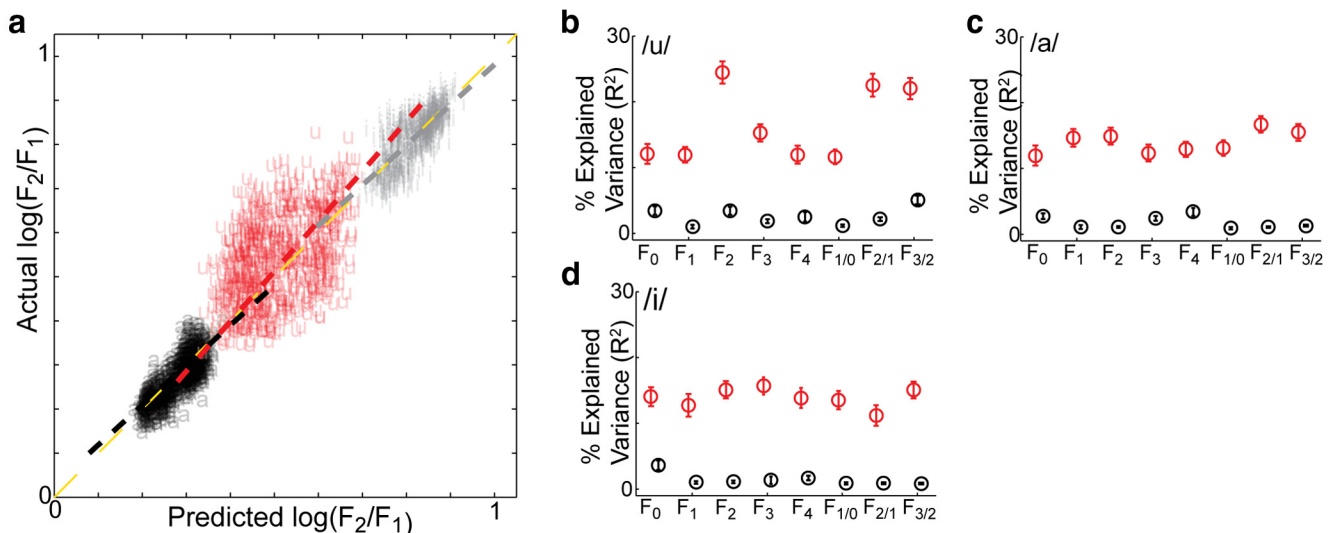 a
1
Actual log(F₂/F₁)
0
0
Predicted log(F₂/F₁)
1
b
/u/
30
% Explained
Variance (R²)
0
F₀ F₁ F₂ F₃ F₄ F₁/₀ F₂/₁ F₃/₂
c
/a/
30
% Explained
Variance (R²)
0
F₀ F₁ F₂ F₃ F₄ F₁/₀ F₂/₁ F₃/₂
d
/i/
30
% Explained
Variance (R²)
0
F₀ F₁ F₂ F₃ F₄ F₁/₀ F₂/₁ F₃/₂